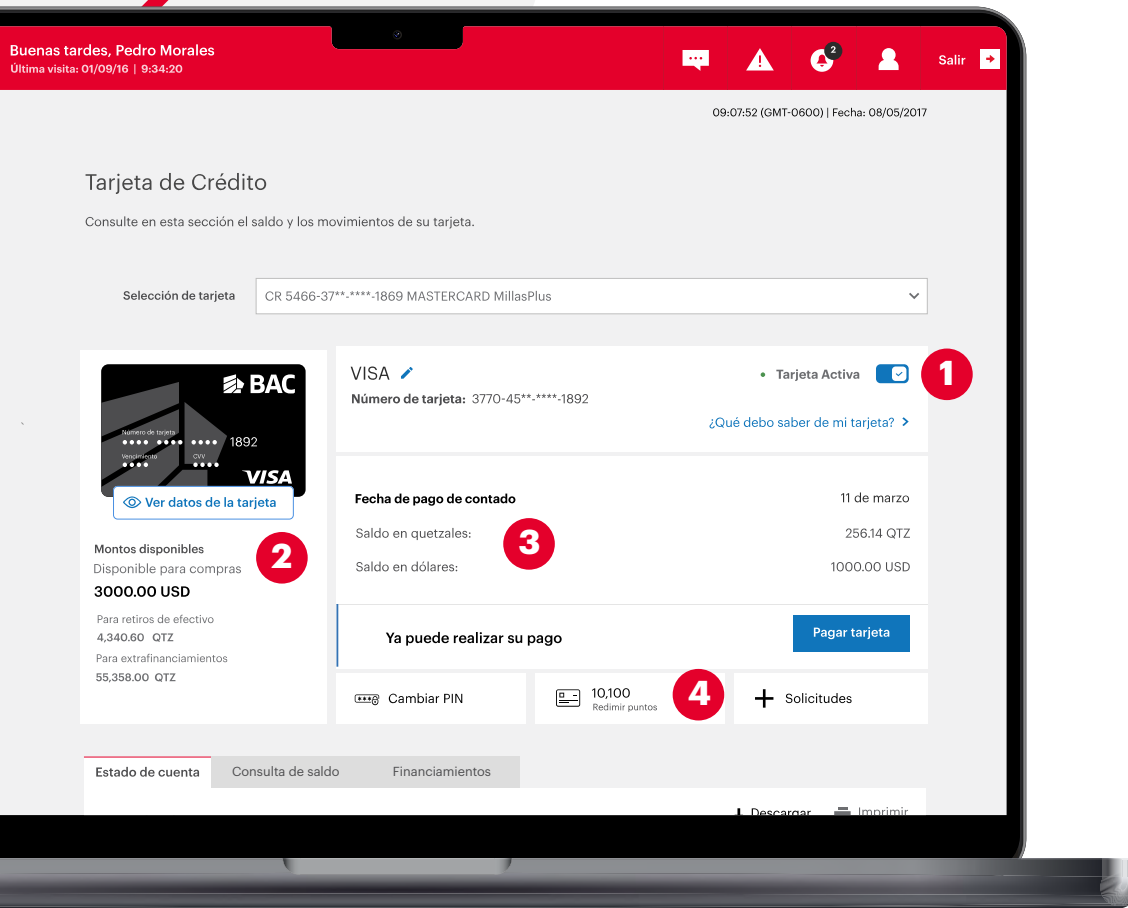 Buenas tardes, Pedro Morales
Última visita: 01/09/16 | 9:34:20
2
Salir
09:07:52 (GMT-0600) | Fecha: 08/05/2017
Tarjeta de Crédito
Consulte en esta sección el saldo y los movimientos de su tarjeta.
Selección de tarjeta
CR 5466-37**-****-1869 MASTERCARD MillasPlus
BAC
Número de tarjeta
•••• •••• •••• 1892
Vencimiento CVV
•••• ••••
VISA
Ver datos de la tarjeta
Montos disponibles
Disponible para compras
3000.00 USD
2
Para retiros de efectivo
4,340.60 QTZ
Para extrafinanciamientos
55,358.00 QTZ
VISA
• Tarjeta Activa
1
Número de tarjeta: 3770-45**-****-1892
¿Qué debo saber de mi tarjeta? >
Fecha de pago de contado 11 de marzo
Saldo en quetzales: 256.14 QTZ
3
Saldo en dólares: 1000.00 USD
Ya puede realizar su pago
Pagar tarjeta
Cambiar PIN
10,100
Redimir puntos
4
Solicitudes
Estado de cuenta Consulta de saldo Financiamientos
Descargar Imprimir